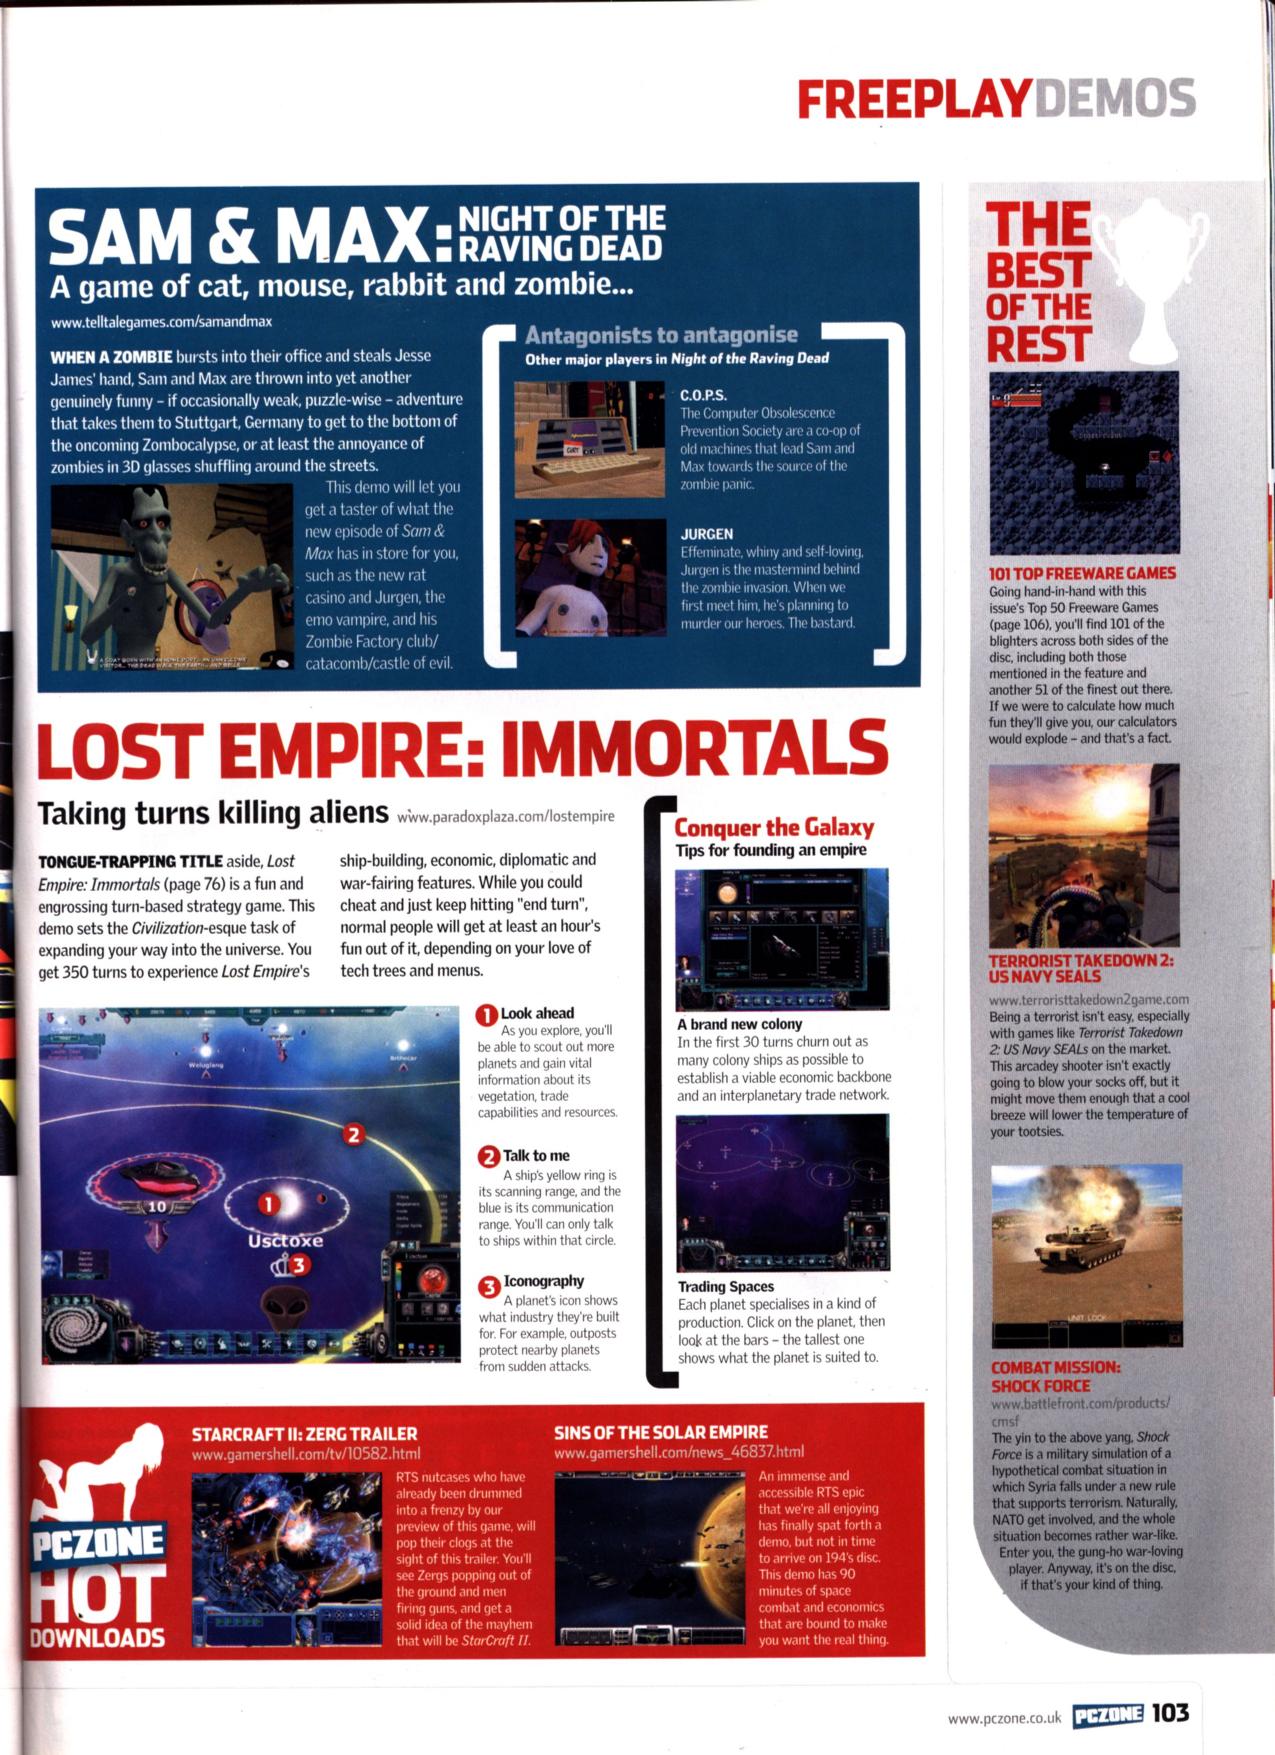 FREEPLAYDEMOS
SAM & MAX: NIGHT OF THE
RAVING DEAD
A game of cat, mouse, rabbit and zombie...
www.telltalegames.com/samandmax
WHEN A ZOMBIE bursts into their office and steals Jesse
James' hand, Sam and Max are thrown into yet another
genuinely funny – if occasionally weak, puzzle-wise – adventure
that takes them to Stuttgart, Germany to get to the bottom of
the oncoming Zombocalypse, or at least the annoyance of
zombies in 3D glasses shuffling around the streets.
This demo will let you
get a taster of what the
new episode of Sam &
Max has in store for you,
such as the new rat
casino and Jurgen, the
emo vampire, and his
Zombie Factory club/
catacomb/castle of evil.
Antagonists to antagonise
Other major players in Night of the Raving Dead
C.O.P.S.
The Computer Obsolescence
Prevention Society are a co-op of
old machines that lead Sam and
Max towards the source of the
zombie panic.
JURGEN
Effeminate, whiny and self-loving,
Jurgen is the mastermind behind
the zombie invasion. When we
first meet him, he's planning to
murder our heroes. The bastard.
LOST EMPIRE: IMMORTALS
Taking turns killing aliens www.paradoxplaza.com/lostempire
TONGUE-TRAPPING TITLE aside, Lost
Empire: Immortals (page 76) is a fun and
engrossing turn-based strategy game. This
demo sets the Civilization-esque task of
expanding your way into the universe. You
get 350 turns to experience Lost Empire's
ship-building, economic, diplomatic and
war-fairing features. While you could
cheat and just keep hitting "end turn",
normal people will get at least an hour's
fun out of it, depending on your love of
tech trees and menus.
2
1
10
Usctoxe
3
1 Look ahead
As you explore, you'll
be able to scout out more
planets and gain vital
information about its
vegetation, trade
capabilities and resources.
2 Talk to me
A ship's yellow ring is
its scanning range, and the
blue is its communication
range. You'll can only talk
to ships within that circle.
3 Iconography
A planet's icon shows
what industry they're built
for. For example, outposts
protect nearby planets
from sudden attacks.
Conquer the Galaxy
Tips for founding an empire
A brand new colony
In the first 30 turns churn out as
many colony ships as possible to
establish a viable economic backbone
and an interplanetary trade network.
Trading Spaces
Each planet specialises in a kind of
production. Click on the planet, then
look at the bars – the tallest one
shows what the planet is suited to.
PCZONE
HOT
DOWNLOADS
STARCRAFT II: ZERG TRAILER
www.gamershell.com/tv/10582.html
RTS nutcases who have
already been drummed
into a frenzy by our
preview of this game, will
pop their clogs at the
sight of this trailer. You'll
see Zergs popping out of
the ground and men
firing guns, and get a
solid idea of the mayhem
that will be StarCraft II.
SINS OF THE SOLAR EMPIRE
www.gamershell.com/news_46837.html
An immense and
accessible RTS epic
that we're all enjoying
has finally spat forth a
demo, but not in time
to arrive on 194's disc.
This demo has 90
minutes of space
combat and economics
that are bound to make
you want the real thing.
THE
BEST
OF THE
REST
101 TOP FREEWARE GAMES
Going hand-in-hand with this
issue's Top 50 Freeware Games
(page 106), you'll find 101 of the
blighters across both sides of the
disc, including both those
mentioned in the feature and
another 51 of the finest out there.
If we were to calculate how much
fun they'll give you, our calculators
would explode – and that's a fact.
TERRORIST TAKEDOWN 2:
US NAVY SEALS
www.terroristtakedown2game.com
Being a terrorist isn't easy, especially
with games like Terrorist Takedown
2: US Navy SEALs on the market.
This arcadey shooter isn't exactly
going to blow your socks off, but it
might move them enough that a cool
breeze will lower the temperature of
your tootsies.
UNIT LOCK
COMBAT MISSION:
SHOCK FORCE
www.battlefront.com/products/
cmsf
The yin to the above yang, Shock
Force is a military simulation of a
hypothetical combat situation in
which Syria falls under a new rule
that supports terrorism. Naturally,
NATO get involved, and the whole
situation becomes rather war-like.
Enter you, the gung-ho war-loving
player. Anyway, it's on the disc,
if that's your kind of thing.
www.pczone.co.uk PCZONE 103